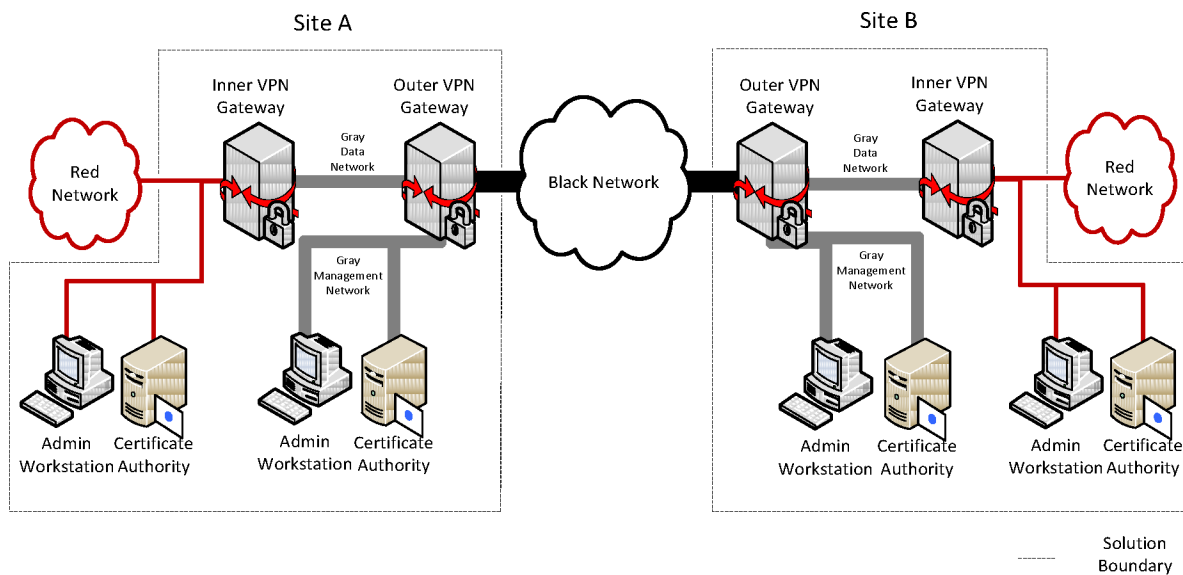 Site A
Site B
Inner VPN
Gateway
Outer VPN
Gateway
Outer VPN
Gateway
Inner VPN
Gateway
Red
Network
Gray
Data
Network
Black Network
Gray
Data
Network
Red
Network
Gray
Management
Network
Gray
Management
Network
Admin
Workstation
Certificate
Authority
Admin
Workstation
Certificate
Authority
Admin
Workstation
Certificate
Authority
Admin
Workstation
Certificate
Authority
Solution
Boundary